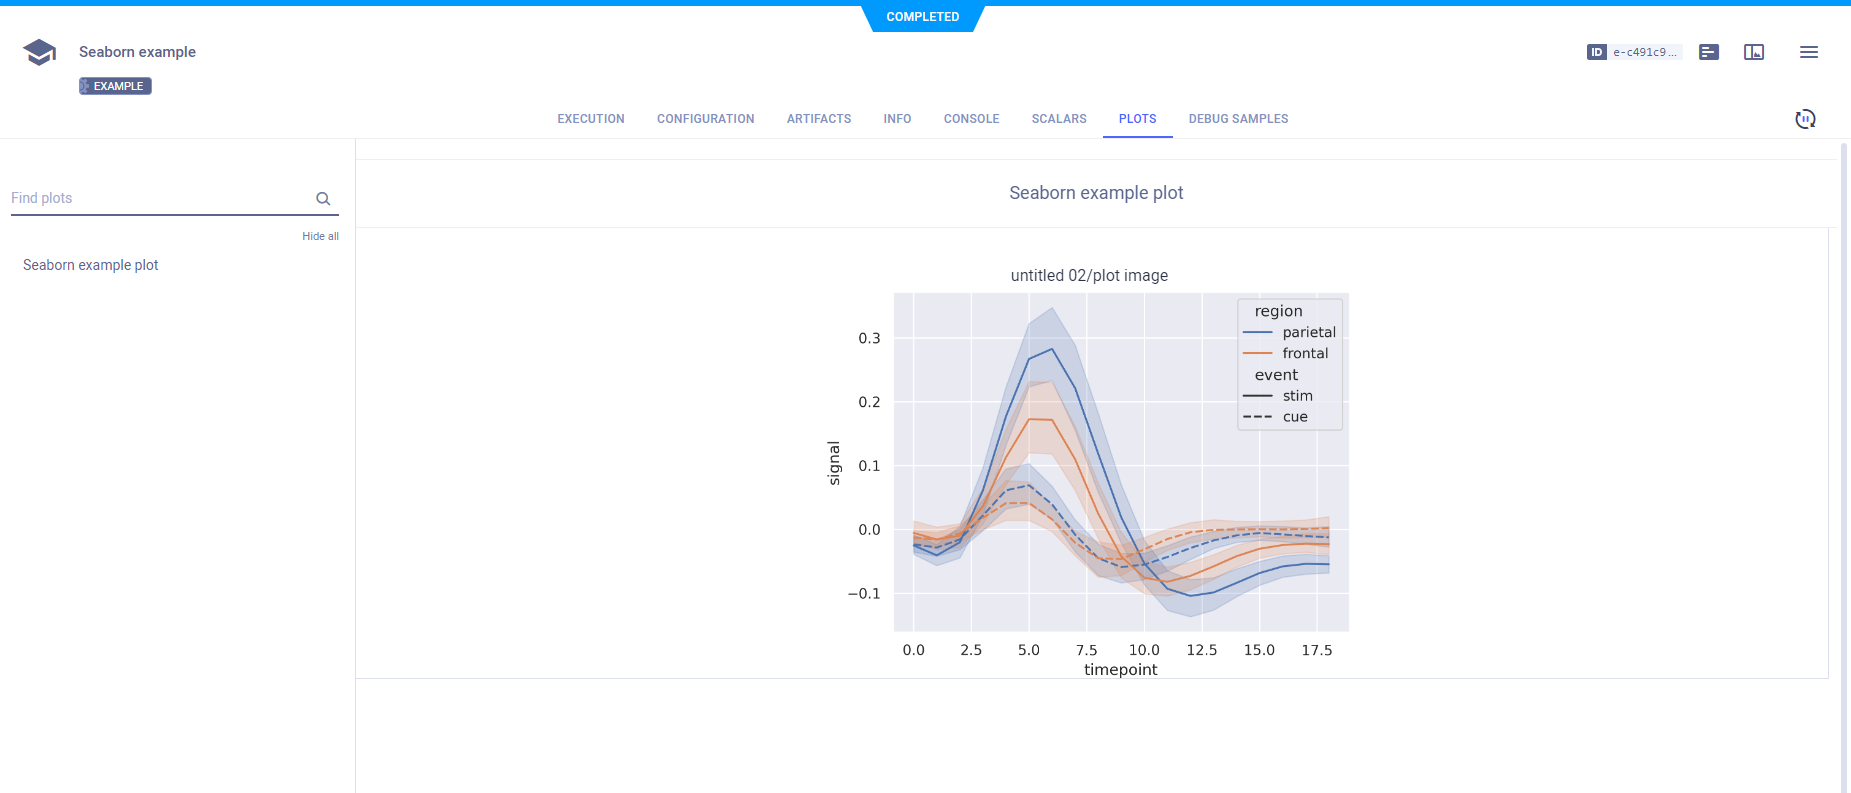 COMPLETED
Seaborn example
ID e-c491c9...
EXAMPLE
EXECUTION CONFIGURATION ARTIFACTS INFO CONSOLE SCALARS PLOTS DEBUG SAMPLES
Find plots
Hide all
Seaborn example plot
Seaborn example plot
untitled 02/plot image
region
parietal
frontal
event
stim
cue
0.3
0.2
0.1
0.0
−0.1
signal
0.0 2.5 5.0 7.5 10.0 12.5 15.0 17.5
timepoint